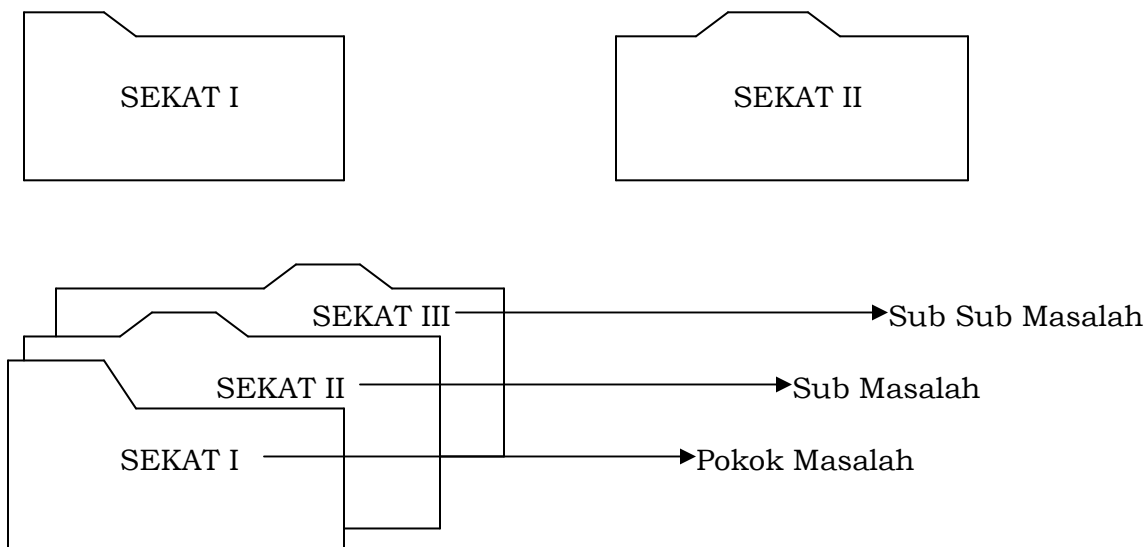 SEKAT I
SEKAT II
SEKAT III
Sub Sub Masalah
SEKAT II
Sub Masalah
SEKAT I
Pokok Masalah